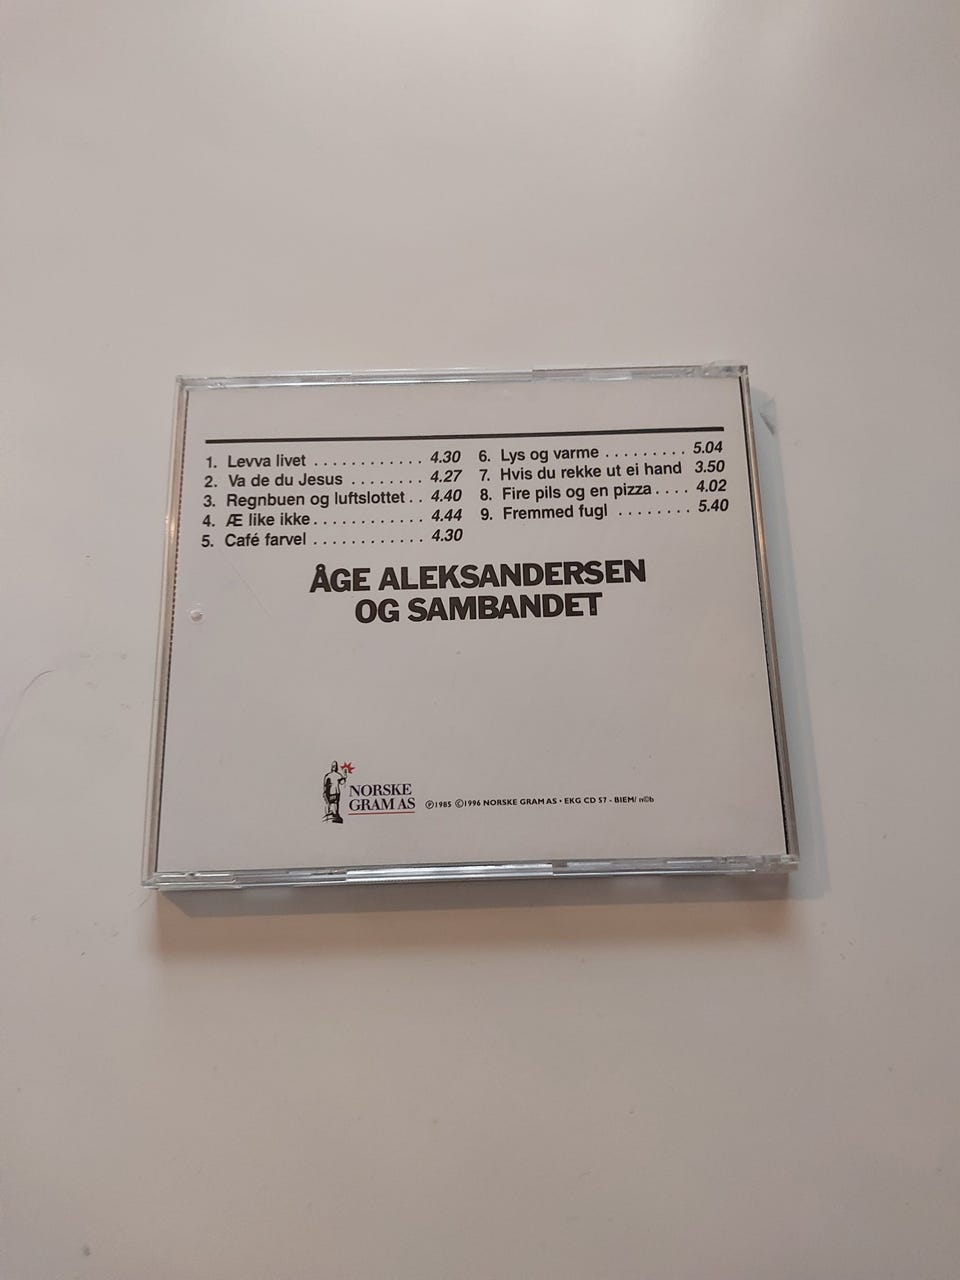 1. Levva livet ............ 4.30
2. Va de du Jesus ........ 4.27
3. Regnbuen og luftslottet .. 4.40
4. Æ like ikke ............ 4.44
5. Café farvel ............ 4.30
6. Lys og varme ......... 5.04
7. Hvis du rekke ut ei hand 3.50
8. Fire pils og en pizza .... 4.02
9. Fremmed fugl ........ 5.40
ÅGE ALEKSANDERSEN
OG SAMBANDET
NORSKE
GRAM AS
Ⓟ1985 ©1996 NORSKE GRAM AS • EKG CD 57 - BIEM/ n©b